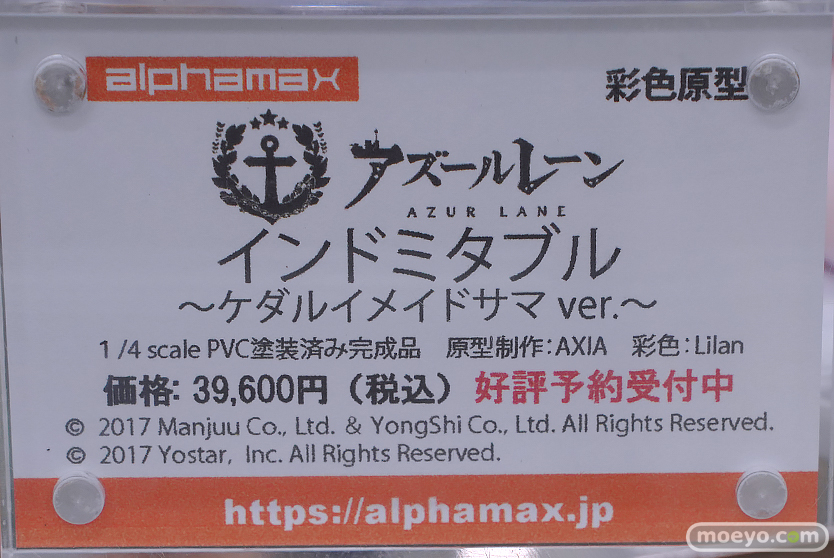 alphamax
彩色原型
アズールレーン
AZUR LANE
インドミタブル
～ケダルイメイドサマ ver.～
1/4 scale PVC塗装済み完成品 原型制作:AXIA 彩色:Lilan
価格: 39,600円（税込） 好評予約受付中
© 2017 Manjuu Co., Ltd. & YongShi Co., Ltd. All Rights Reserved.
© 2017 Yostar, Inc. All Rights Reserved.
https://alphamax.jp
moeyo.com